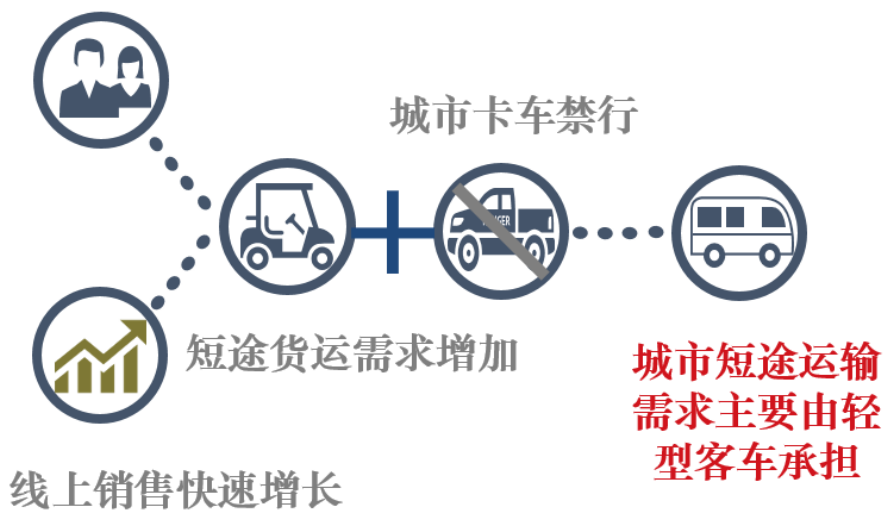 城市卡车禁行
短途货运需求增加
城市短途运输
需求主要由轻
型客车承担
线上销售快速增长